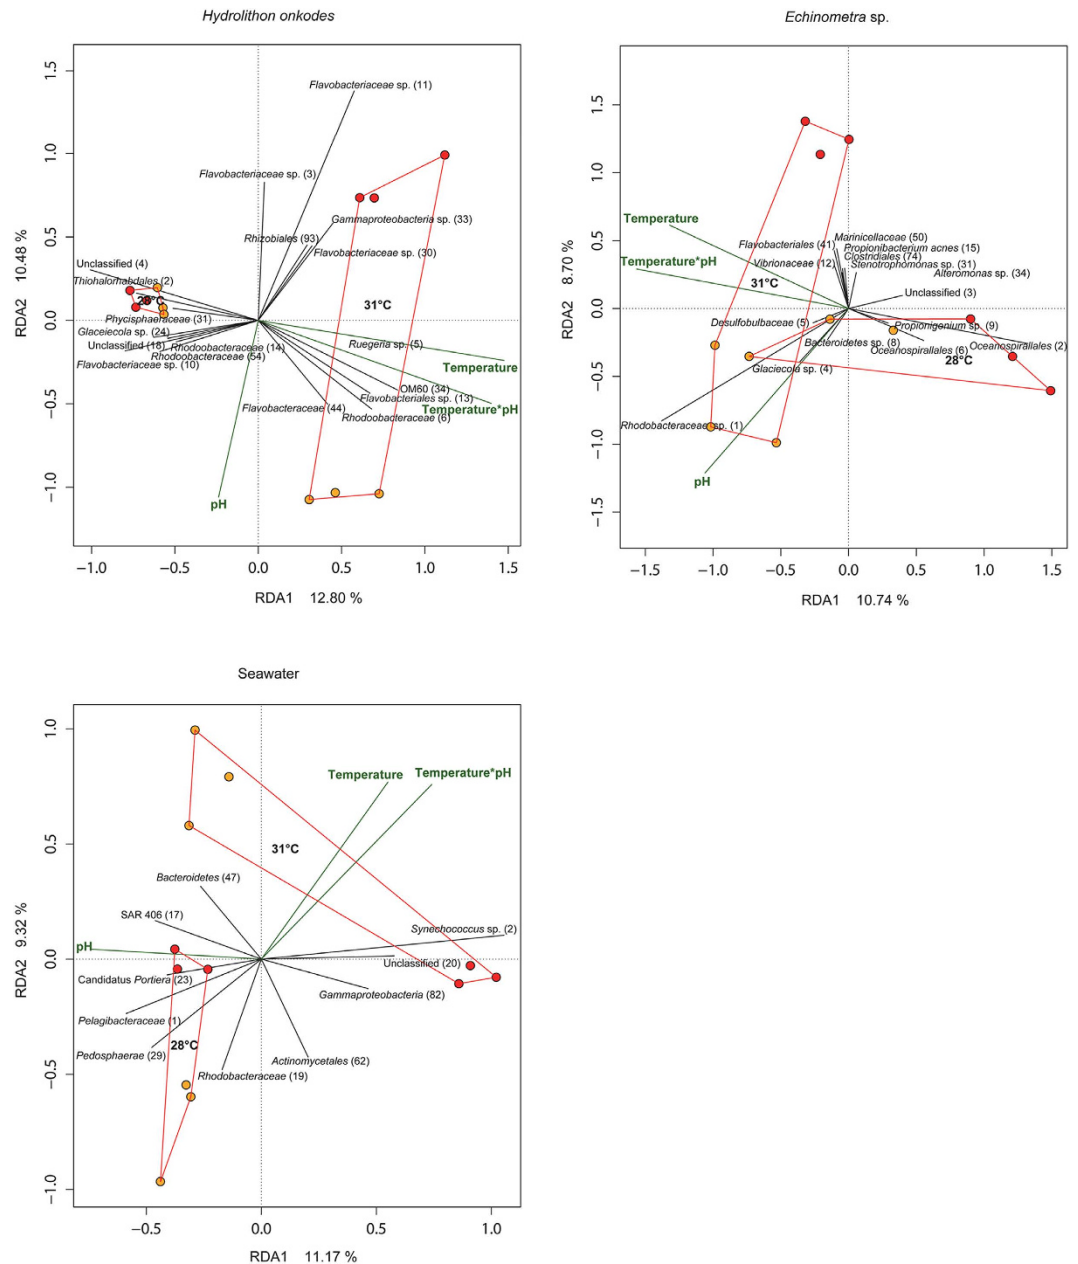 Hydrolithon onkodes
Flavobacteriaceae sp. (11)
Flavobacteriaceae sp. (3)
Gammaproteobacteria sp. (33)
Rhizobiales (93)
Flavobacteriaceae sp. (30)
Unclassified (4)
Thiohalorhabdales (2)
28°C
31°C
Phycisphaeraceae (31)
Glaceiecola sp. (24)
Unclassified (18)
Rhodoobacteraceae (14)
Ruegeria sp. (5)
Rhodoobacteraceae (54)
Flavobacteriaceae sp. (10)
Temperature
OM60 (34)
Flavobacteriales sp. (13)
Flavobacteraceae (44)
Temperature*pH
Rhodoobacteraceae (6)
pH
1.5
1.0
0.5
0.0
−0.5
−1.0
RDA2 10.48 %
−1.0 −0.5 0.0 0.5 1.0 1.5
RDA1 12.80 %
Echinometra sp.
Temperature
Marinicellaceae (50)
Flavobacteriales (41)
Propionibacterium acnes (15)
Clostridiales (74)
Temperature*pH
Vibrionaceae (12)
Stenotrophomonas sp. (31)
Alteromonas sp. (34)
31°C
Unclassified (3)
Desulfobulbaceae (5)
Propionigenium sp. (9)
Bacteroidetes sp. (8)
Oceanospirallales (2)
Oceanospirallales (6)
28°C
Glaciecola sp. (4)
Rhodobacteraceae sp. (1)
pH
1.5
1.0
0.5
0.0
−0.5
−1.0
−1.5
RDA2 8.70 %
−1.5 −1.0 −0.5 0.0 0.5 1.0 1.5
RDA1 10.74 %
Seawater
Temperature
Temperature*pH
31°C
Bacteroidetes (47)
SAR 406 (17)
Synechococcus sp. (2)
pH
Unclassified (20)
Candidatus Portiera (23)
Gammaproteobacteria (82)
Pelagibacteraceae (1)
28°C
Pedosphaerae (29)
Actinomycetales (62)
Rhodobacteraceae (19)
1.0
0.5
0.0
−0.5
−1.0
RDA2 9.32 %
−0.5 0.0 0.5 1.0
RDA1 11.17 %